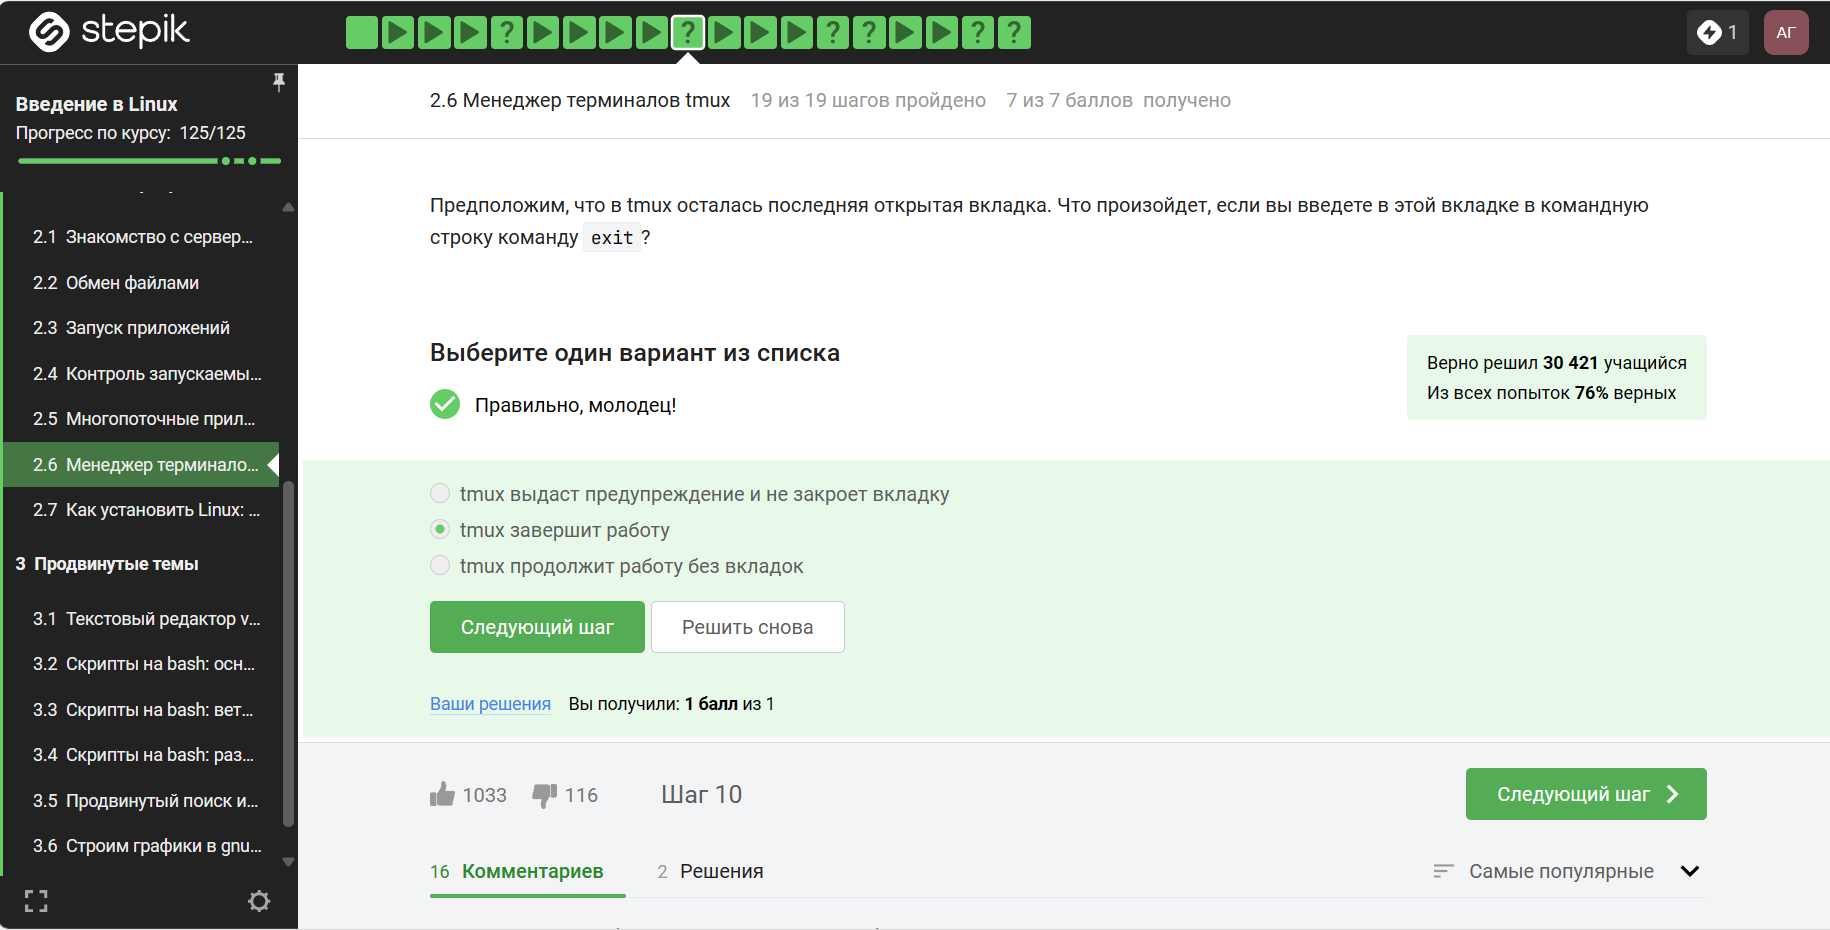 stepik
1
АГ
Введение в Linux
Прогресс по курсу: 125/125
2.1 Знакомство с сервер...
2.2 Обмен файлами
2.3 Запуск приложений
2.4 Контроль запускаемы...
2.5 Многопоточные прил...
2.6 Менеджер терминало...
2.7 Как установить Linux: ...
3 Продвинутые темы
3.1 Текстовый редактор v...
3.2 Скрипты на bash: осн...
3.3 Скрипты на bash: вет...
3.4 Скрипты на bash: раз...
3.5 Продвинутый поиск и...
3.6 Строим графики в gnu...
2.6 Менеджер терминалов tmux 19 из 19 шагов пройдено 7 из 7 баллов получено
Предположим, что в tmux осталась последняя открытая вкладка. Что произойдет, если вы введете в этой вкладке в командную
строку команду exit ?
Выберите один вариант из списка
Правильно, молодец!
Верно решил 30 421 учащийся
Из всех попыток 76% верных
tmux выдаст предупреждение и не закроет вкладку
tmux завершит работу
tmux продолжит работу без вкладок
Следующий шаг Решить снова
Ваши решения Вы получили: 1 балл из 1
1033 116 Шаг 10 Следующий шаг
16 Комментариев 2 Решения Самые популярные